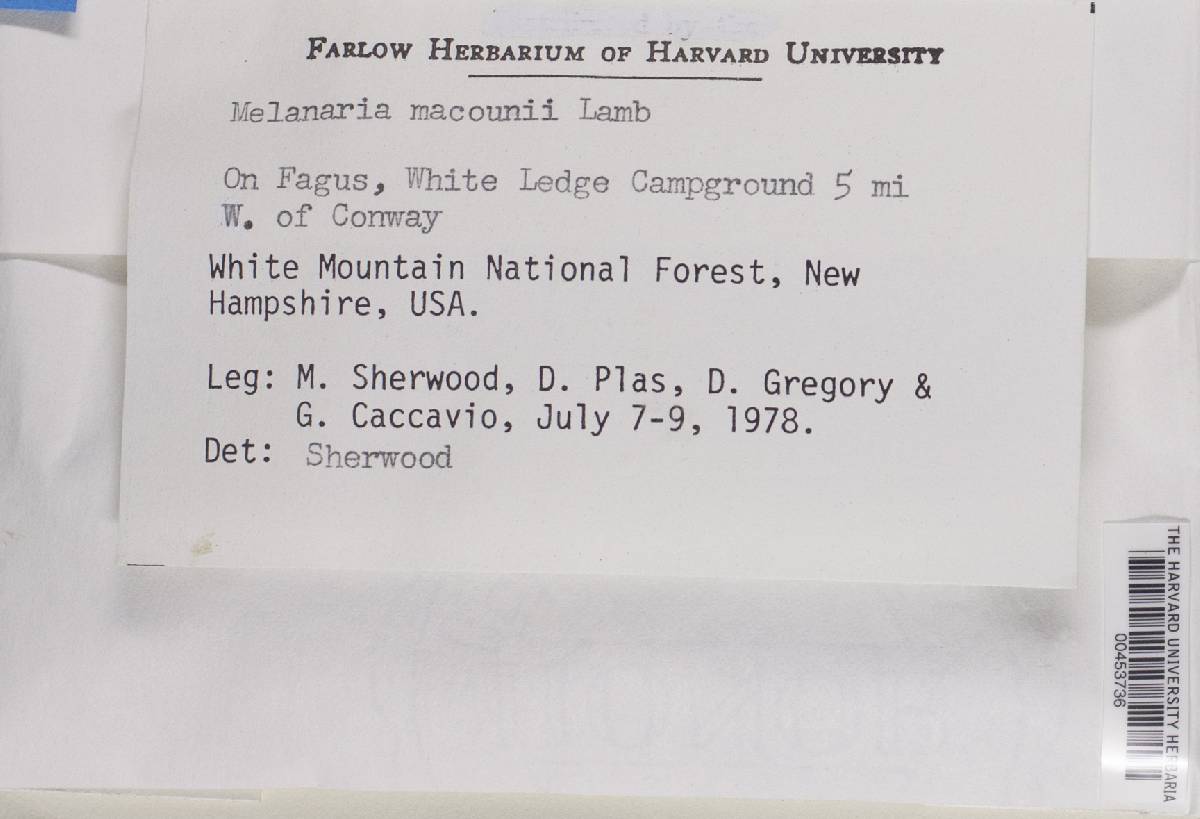 FARLOW HERBARIUM OF HARVARD UNIVERSITY
Melanaria macounii Lamb
On Fagus, White Ledge Campground 5 mi
W. of Conway
White Mountain National Forest, New
Hampshire, USA.
Leg: M. Sherwood, D. Plas, D. Gregory &
G. Caccavio, July 7-9, 1978.
Det: Sherwood
THE HARVARD UNIVERSITY HERBARIA
00453736